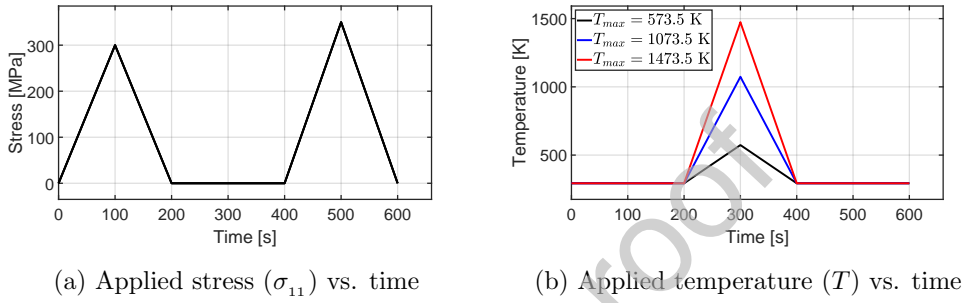 Stress [MPa]
300
200
100
0
0 100 200 300 400 500 600
Time [s]
(a) Applied stress (σ₁₁) vs. time
Temperature [K]
1500
1000
500
T_max = 573.5 K
T_max = 1073.5 K
T_max = 1473.5 K
0 100 200 300 400 500 600
Time [s]
(b) Applied temperature (T) vs. time
roof